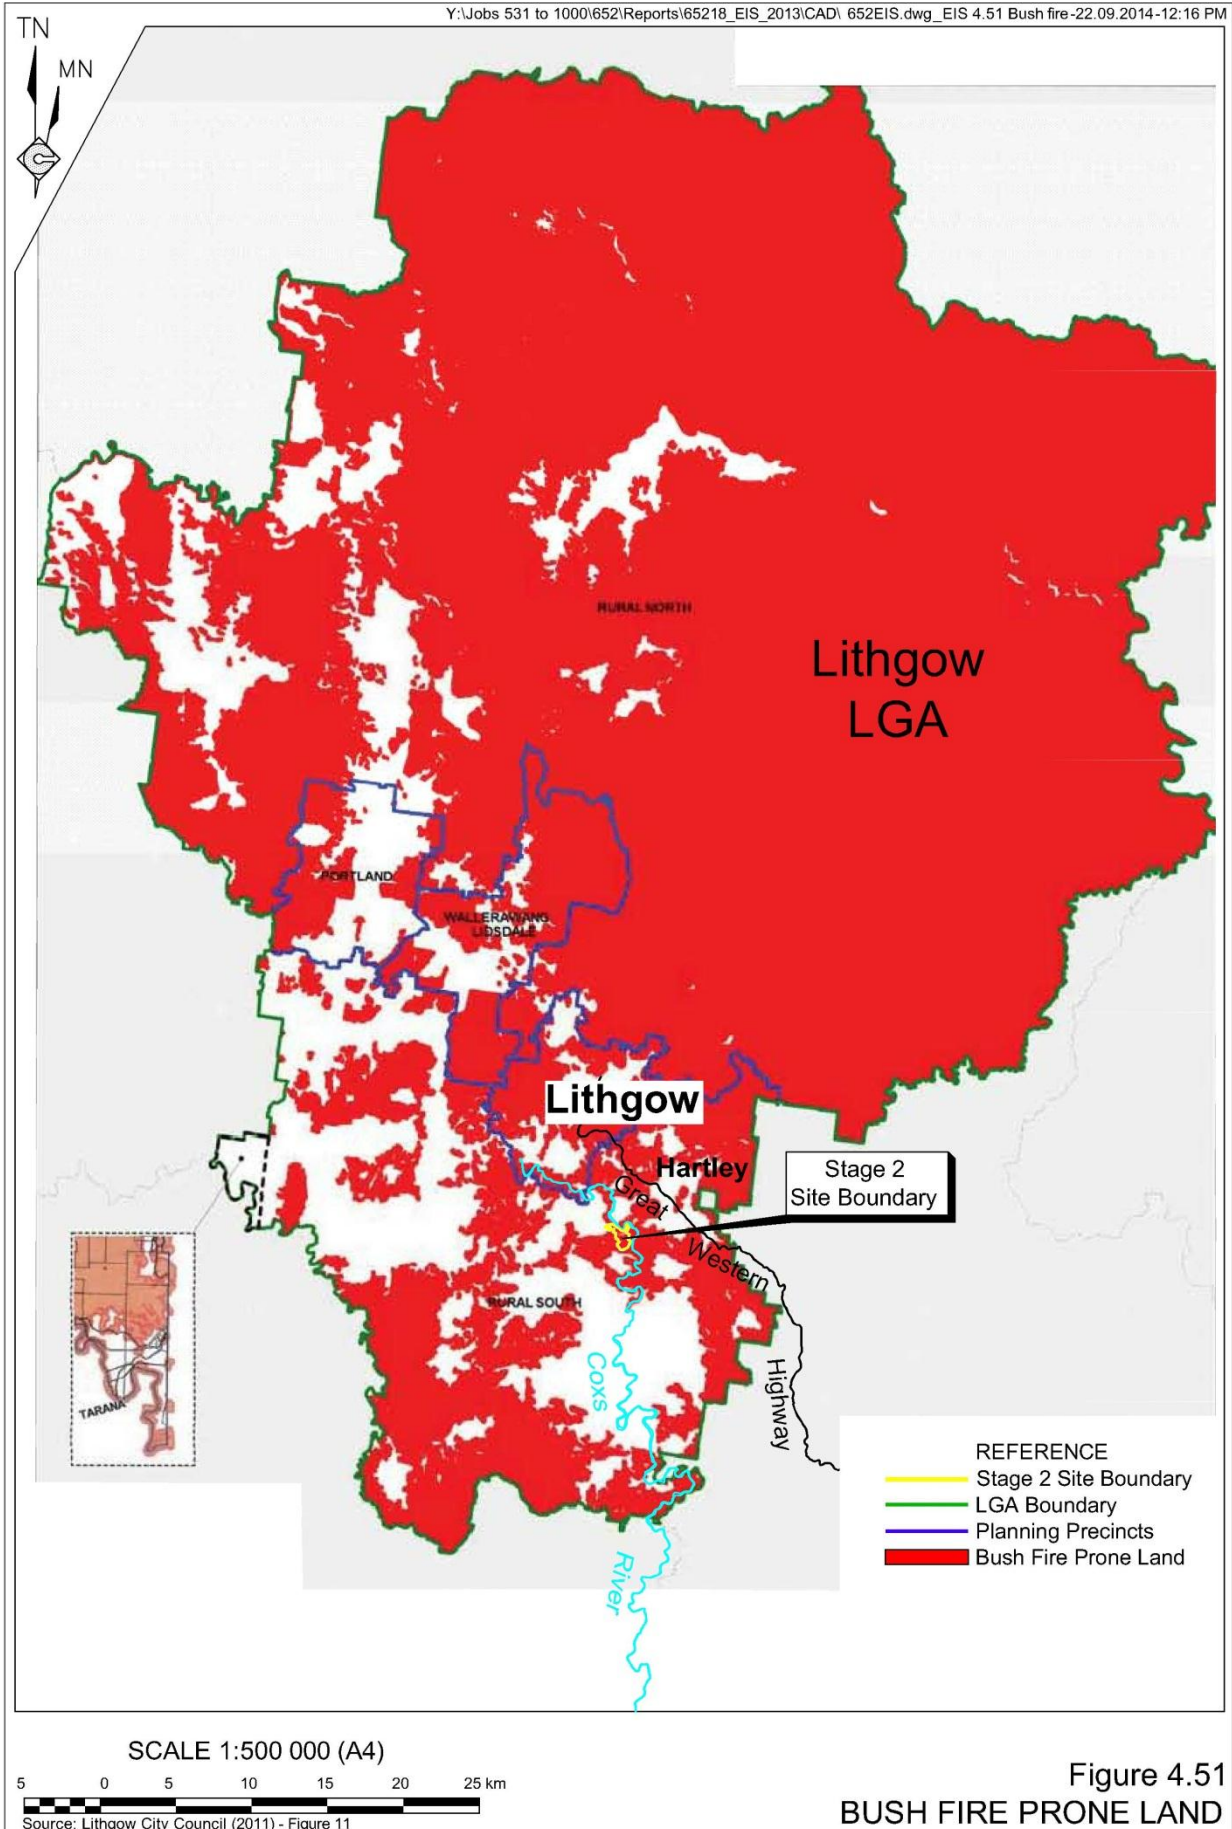 Y:\Jobs 531 to 1000\652\Reports\65218_EIS_2013\CAD\ 652EIS.dwg_EIS 4.51 Bush fire-22.09.2014-12:16 PM
TN
MN
RURAL NORTH
Lithgow
LGA
PORTLAND
WALLERAWANG
LIDSDALE
Lithgow
Hartley
Great
Western
Highway
Stage 2
Site Boundary
RURAL SOUTH
Coxs
River
TARANA
REFERENCE
Stage 2 Site Boundary
LGA Boundary
Planning Precincts
Bush Fire Prone Land
SCALE 1:500 000 (A4)
5 0 5 10 15 20 25 km
Source: Lithgow City Council (2011) - Figure 11
Figure 4.51
BUSH FIRE PRONE LAND